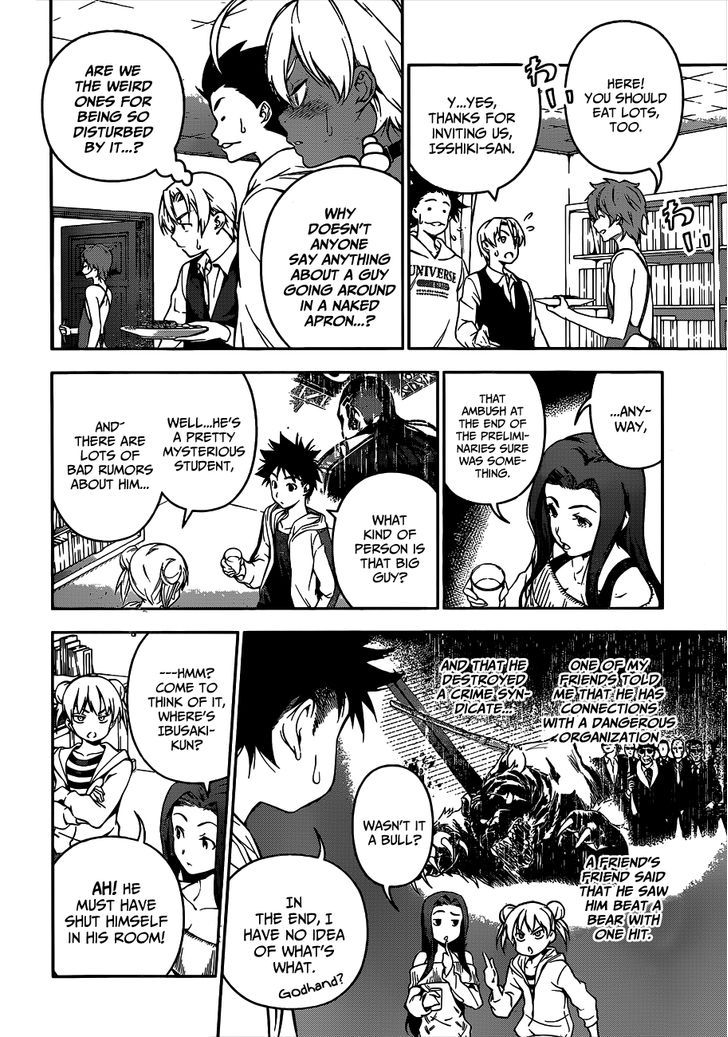 HERE!
YOU SHOULD
EAT LOTS,
TOO.
わい
わい
Y...YES,
THANKS FOR
INVITING US,
ISSHIKI-SAN.
UNIVERSE
ARE WE
THE WEIRD
ONES FOR
BEING SO
DISTURBED
BY IT...?
WHY
DOESN'T
ANYONE
SAY ANYTHING
ABOUT A GUY
GOING AROUND
IN A NAKED
APRON...?
...ANY-
WAY,
THAT
AMBUSH AT
THE END OF
THE PRELIMI-
NARIES SURE
WAS SOME-
THING.
WHAT
KIND OF
PERSON IS
THAT BIG
GUY?
WELL...HE'S
A PRETTY
MYSTERIOUS
STUDENT,
AND-
THERE ARE
LOTS OF
BAD RUMORS
ABOUT HIM...
ONE OF MY
FRIENDS TOLD
ME THAT HE HAS
CONNECTIONS
WITH A DANGEROUS
ORGANIZATION
AND THAT HE
DESTROYED
A CRIME SYN-
DICATE...
A FRIEND'S
FRIEND SAID
THAT HE SAW
HIM BEAT A
BEAR WITH
ONE HIT.
WASN'T IT
A BULL?
IN
THE END, I
HAVE NO IDEA
OF WHAT'S
WHAT.
Godhand?
---HMM?
COME TO
THINK OF IT,
WHERE'S
IBUSAKI-
KUN?
AH! HE
MUST HAVE
SHUT HIMSELF
IN HIS ROOM!